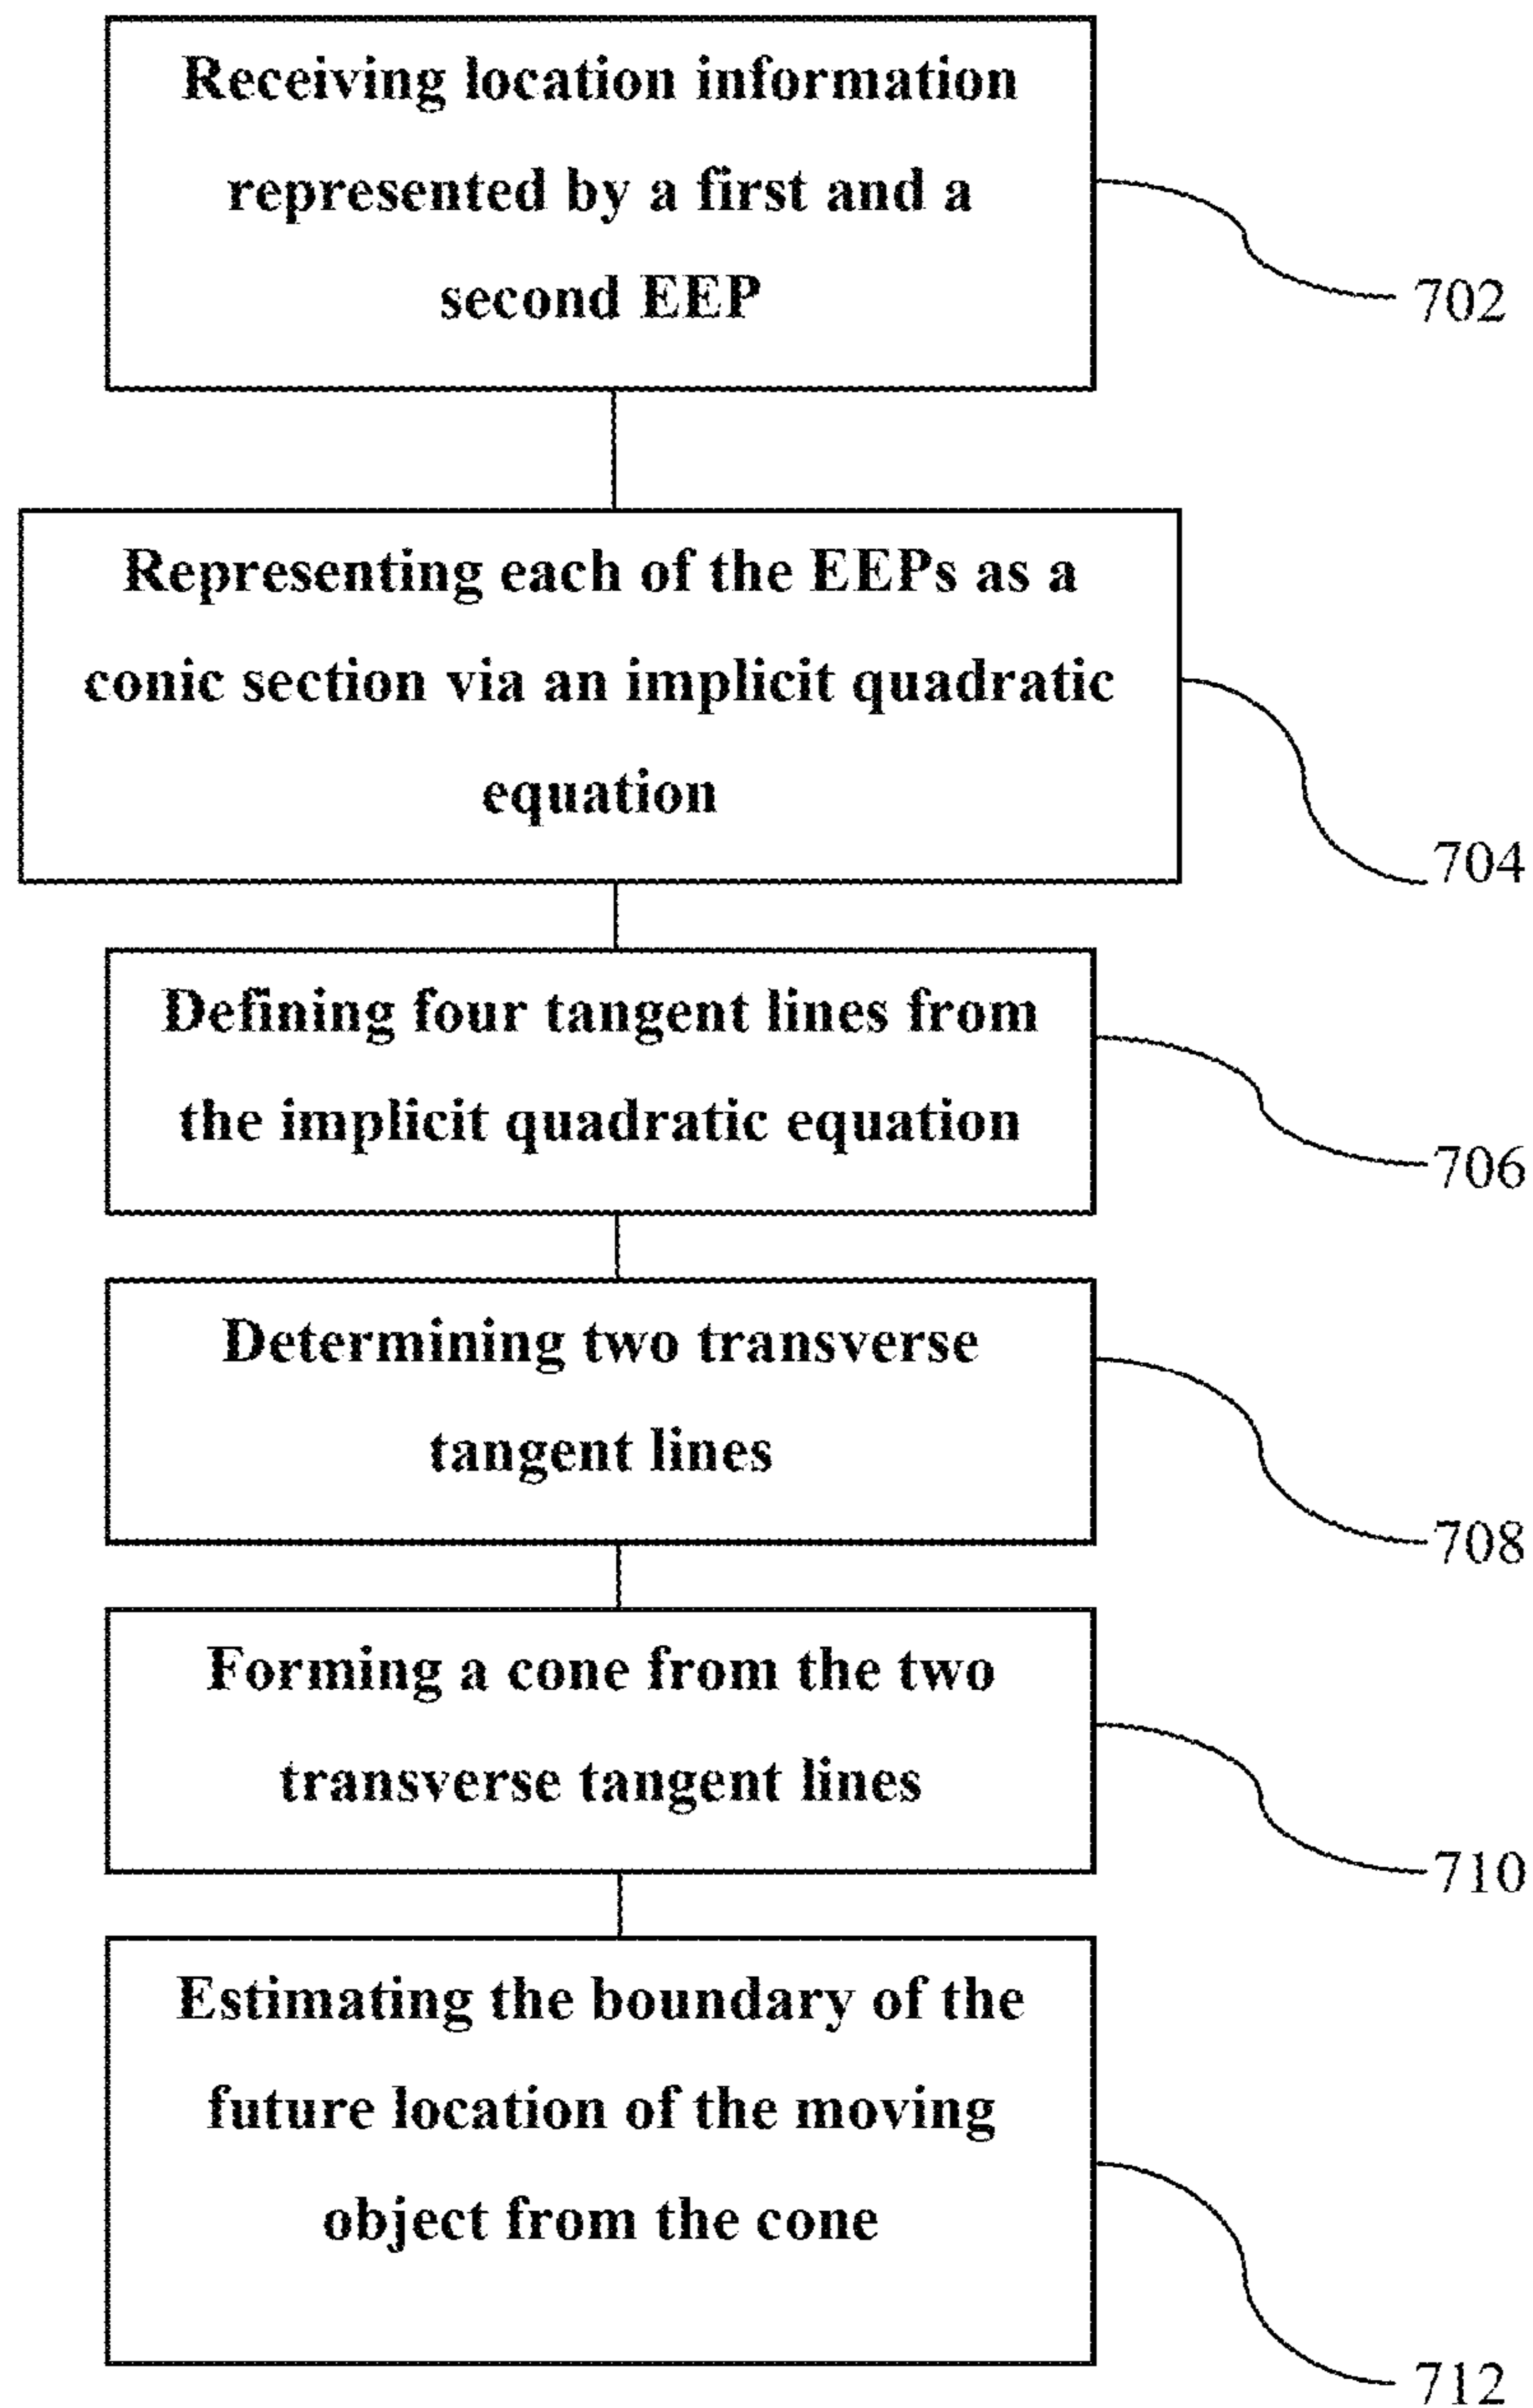 Receiving location information
represented by a first and a
second EEP
702
Representing each of the EEPs as a
conic section via an implicit quadratic
equation
704
Defining four tangent lines from
the implicit quadratic equation
706
Determining two transverse
tangent lines
708
Forming a cone from the two
transverse tangent lines
710
Estimating the boundary of the
future location of the moving
object from the cone
712